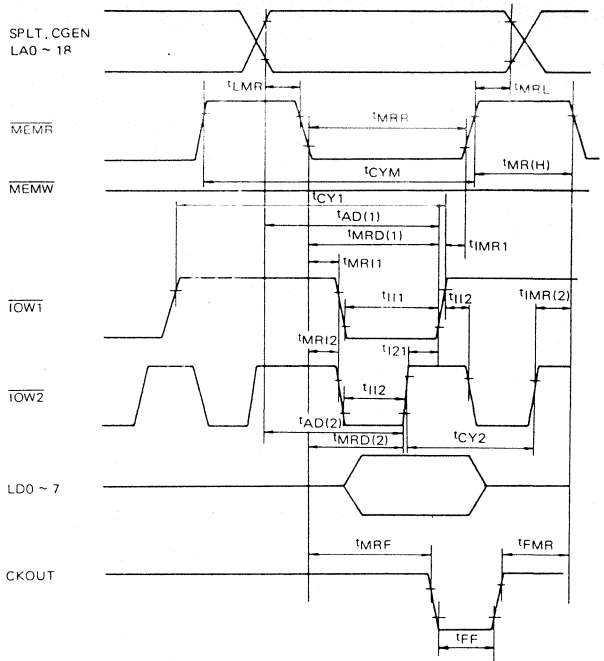 SPLT, CGEN
LA0 ~ 18
tLMR
tMRL
MEMR
tMRR
tCYM
tMR(H)
MEMW
tCY1
tAD(1)
tMRD(1)
tIMR1
tMRI1
IOW1
tII1
tII2
tIMR(2)
tMRI2
tI21
IOW2
tII2
tAD(2)
tMRD(2)
tCY2
LD0 ~ 7
tMRF
tFMR
CKOUT
tFF